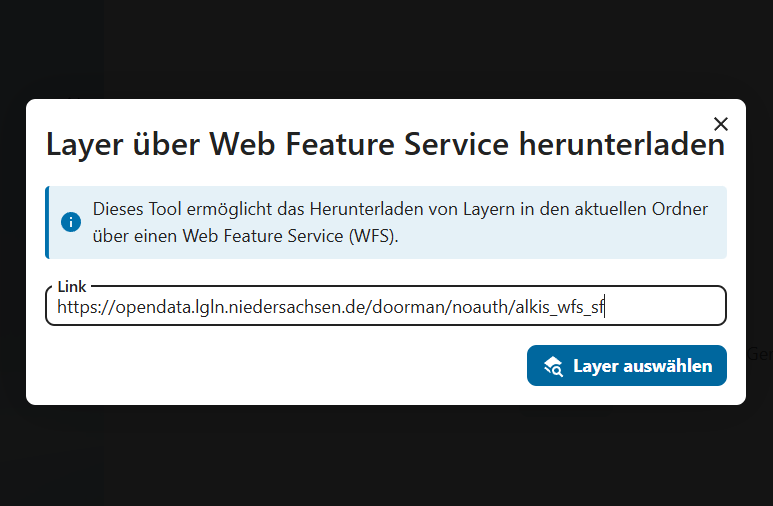 Layer über Web Feature Service herunterladen
Dieses Tool ermöglicht das Herunterladen von Layern in den aktuellen Ordner
über einen Web Feature Service (WFS).
Link
https://opendata.lgln.niedersachsen.de/doorman/noauth/alkis_wfs_sf
Layer auswählen